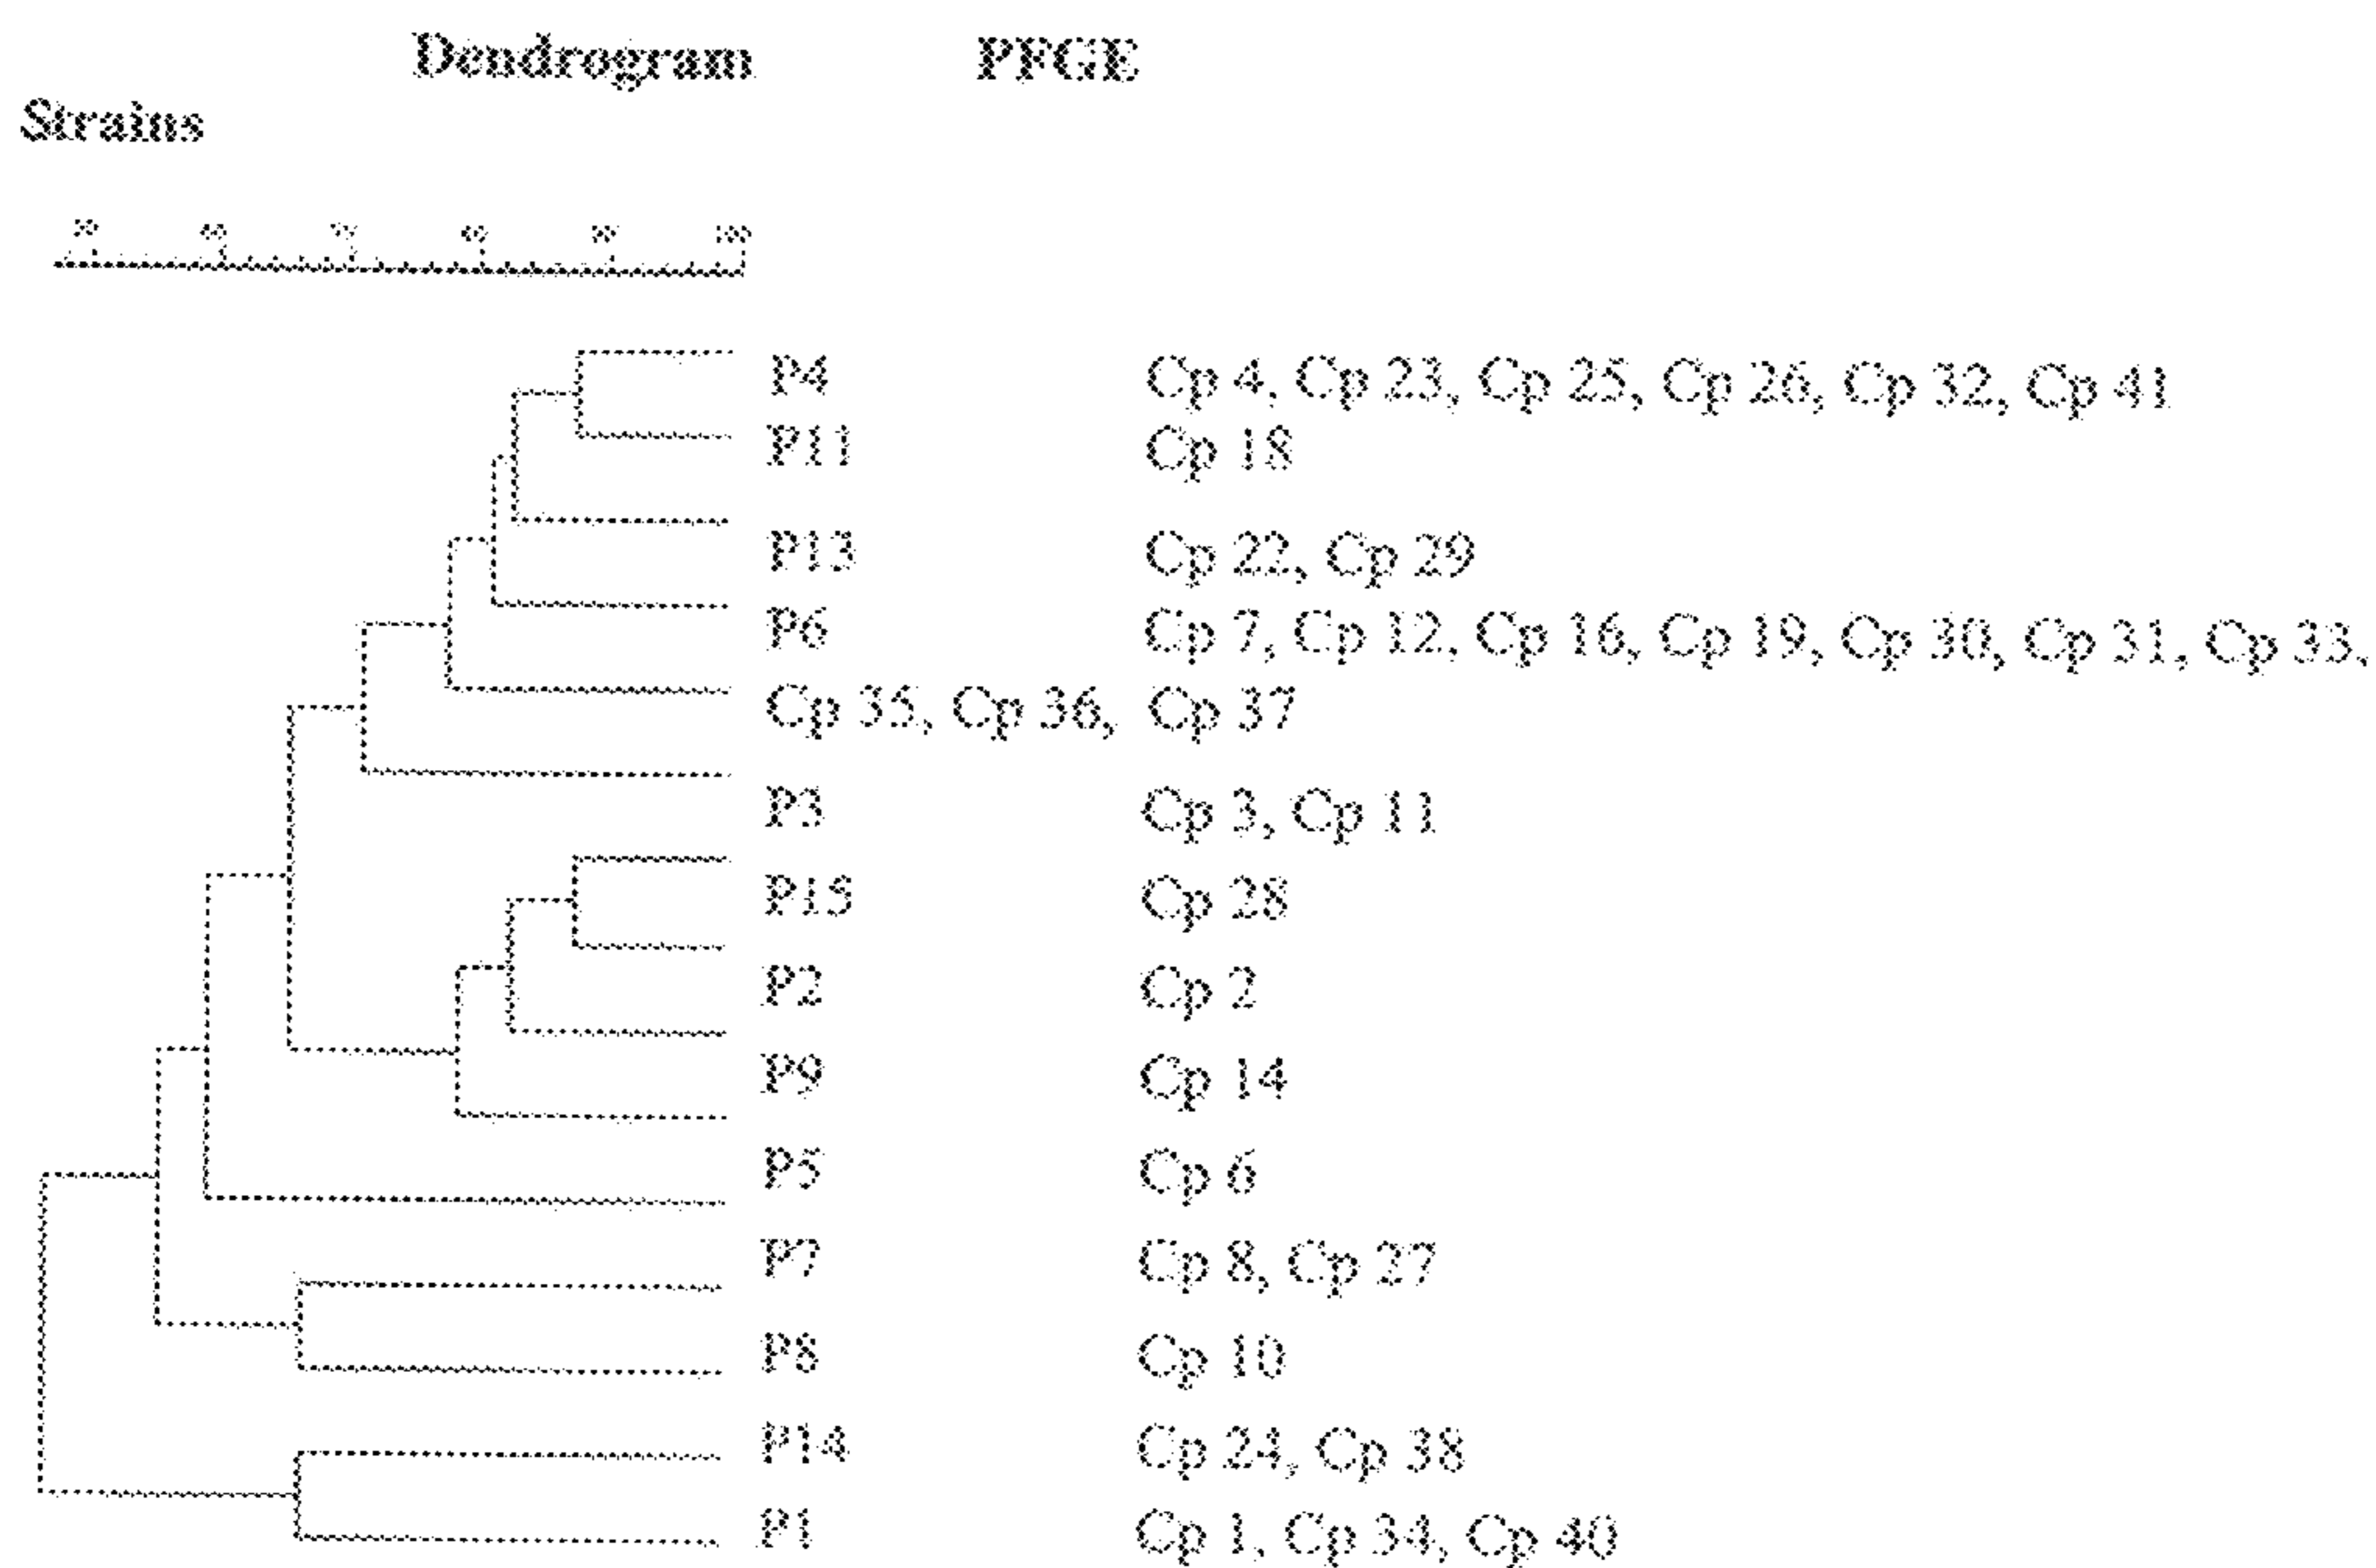 Dendrogram PFGE
Strains
P4 Cp 4, Cp 23, Cp 25, Cp 26, Cp 32, Cp 41
P11 Cp 18
P13 Cp 22, Cp 29
P6 Cp 7, Cp 12, Cp 16, Cp 19, Cp 30, Cp 31, Cp 33,
Cp 35, Cp 36, Cp 37
P3 Cp 3, Cp 11
P15 Cp 28
P2 Cp 2
P9 Cp 14
P5 Cp 6
P7 Cp 8, Cp 27
P8 Cp 10
P14 Cp 24, Cp 38
P1 Cp 1, Cp 34, Cp 40